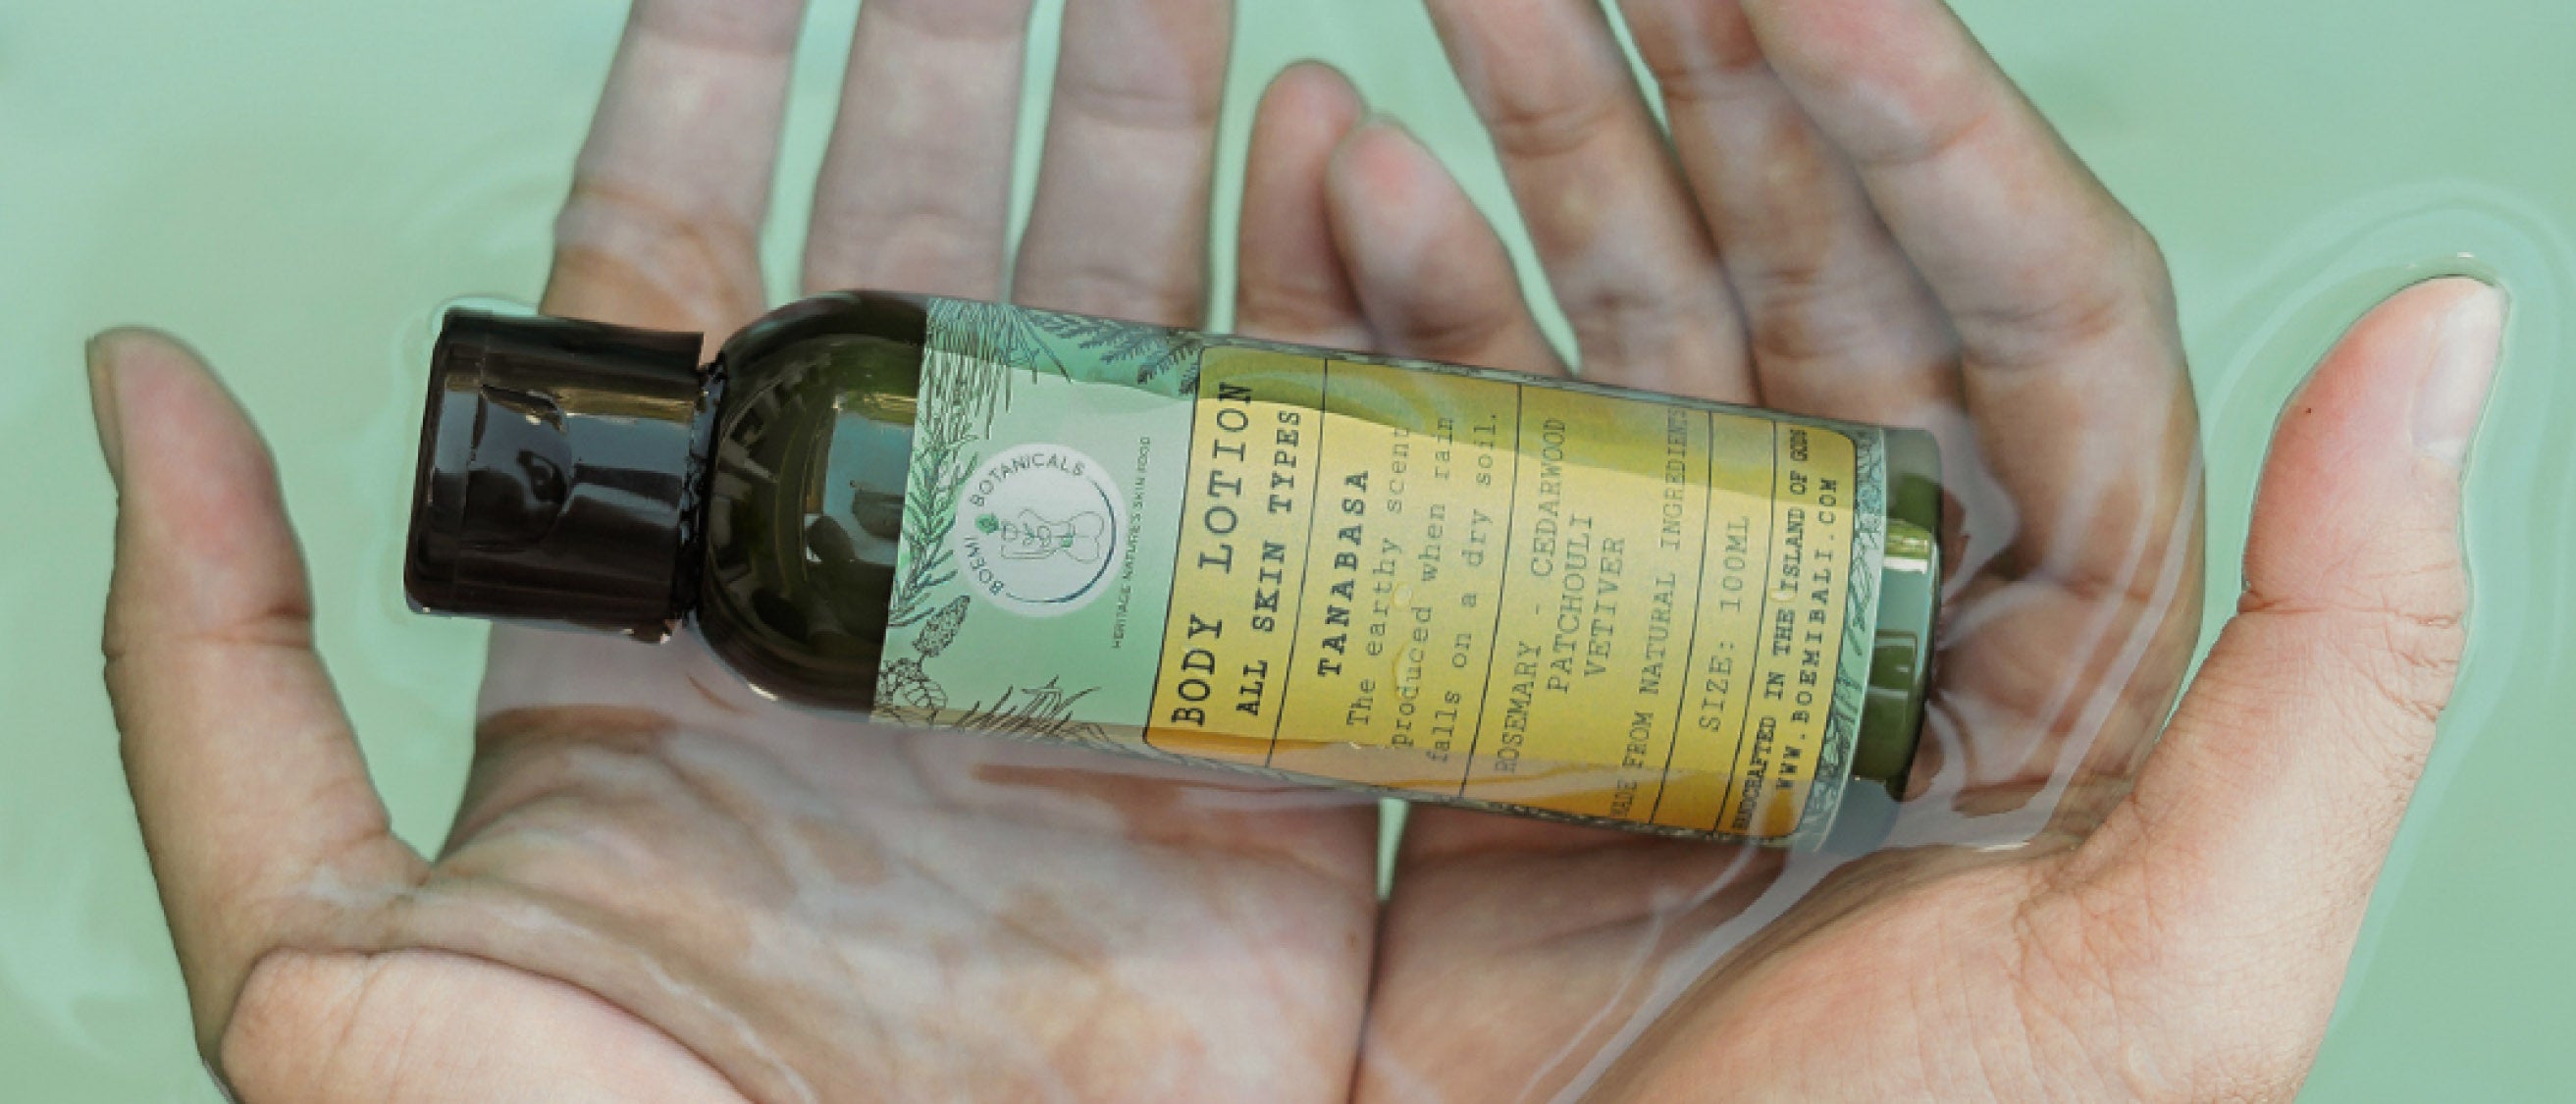 BOEMI BOTANICALS
HERITAGE NATURE'S SKIN FOOD
BODY LOTION
ALL SKIN TYPES
TANABASA
The earthy scent
produced when rain
falls on a dry soil.
ROSEMARY - CEDARWOOD
PATCHOULI
VETIVER
MADE FROM NATURAL INGREDIENTS
SIZE: 100ML
HANDCRAFTED IN THE ISLAND OF GODS
WWW.BOEMIBALI.COM